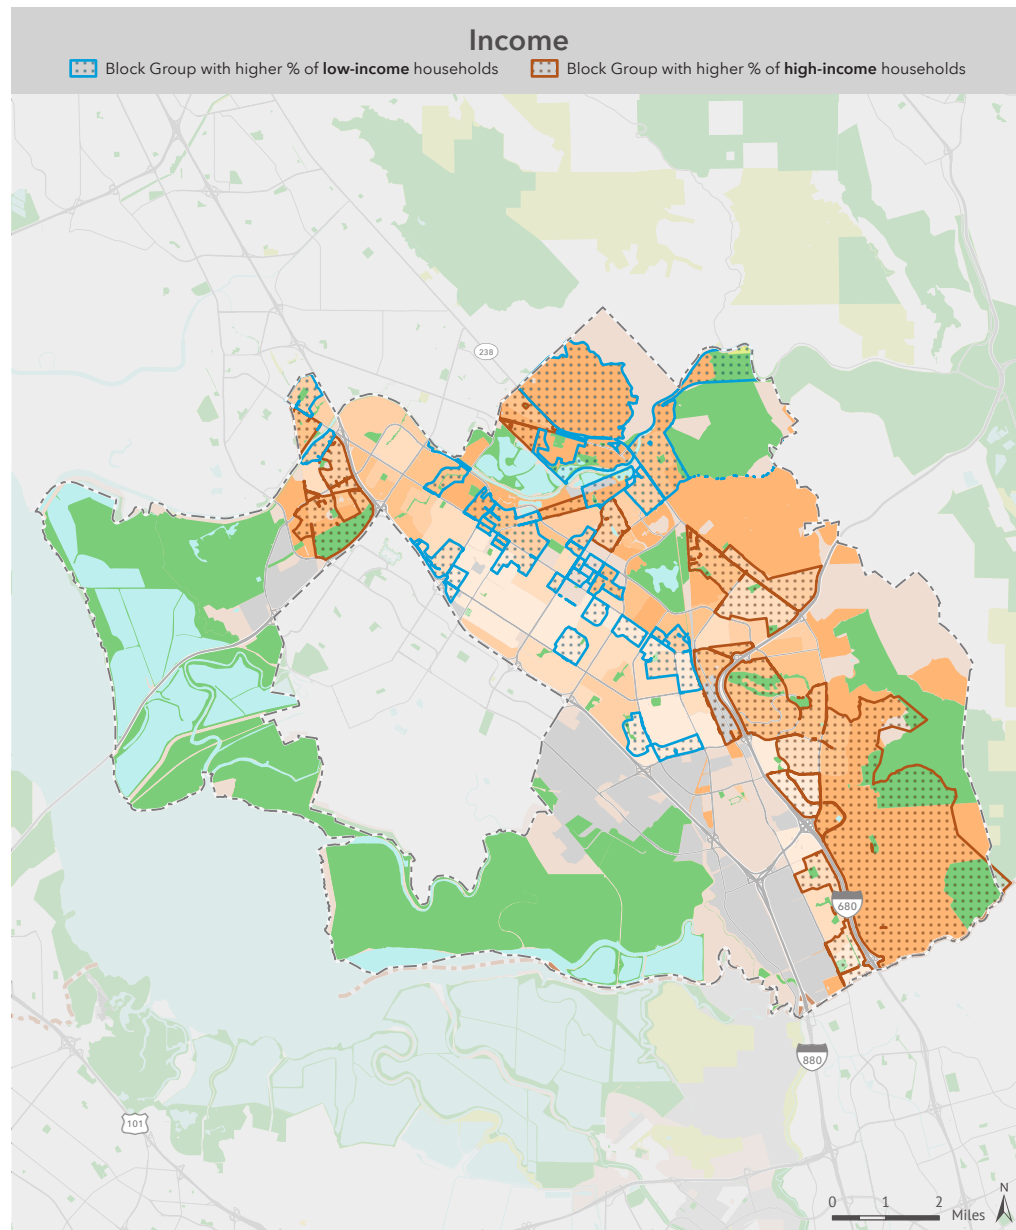 Income
Block Group with higher % of low-income households
Block Group with higher % of high-income households
238
680
880
101
N
0 1 2
Miles